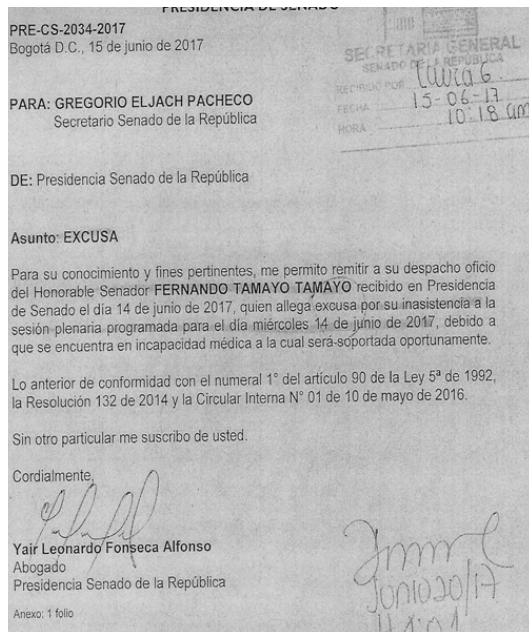 PRESIDENCIA DE SENADO
PRE-CS-2034-2017
Bogotá D.C., 15 de junio de 2017
SECRETARÍA GENERAL
SENADO DE LA REPÚBLICA
RECIBIDO POR Laura G.
FECHA 15-06-17
HORA 10:18 am
PARA: GREGORIO ELJACH PACHECO
Secretario Senado de la República
DE: Presidencia Senado de la República
Asunto: EXCUSA
Para su conocimiento y fines pertinentes, me permito remitir a su despacho oficio
del Honorable Senador FERNANDO TAMAYO TAMAYO recibido en Presidencia
de Senado el día 14 de junio de 2017, quien allega excusa por su inasistencia a la
sesión plenaria programada para el día miércoles 14 de junio de 2017, debido a
que se encuentra en incapacidad médica a la cual será soportada oportunamente.
Lo anterior de conformidad con el numeral 1° del artículo 90 de la Ley 5ª de 1992,
la Resolución 132 de 2014 y la Circular Interna N° 01 de 10 de mayo de 2016.
Sin otro particular me suscribo de usted.
Cordialmente,
Yair Leonardo Fonseca Alfonso
Abogado
Presidencia Senado de la República
Anexo: 1 folio
JUNIO 20/17